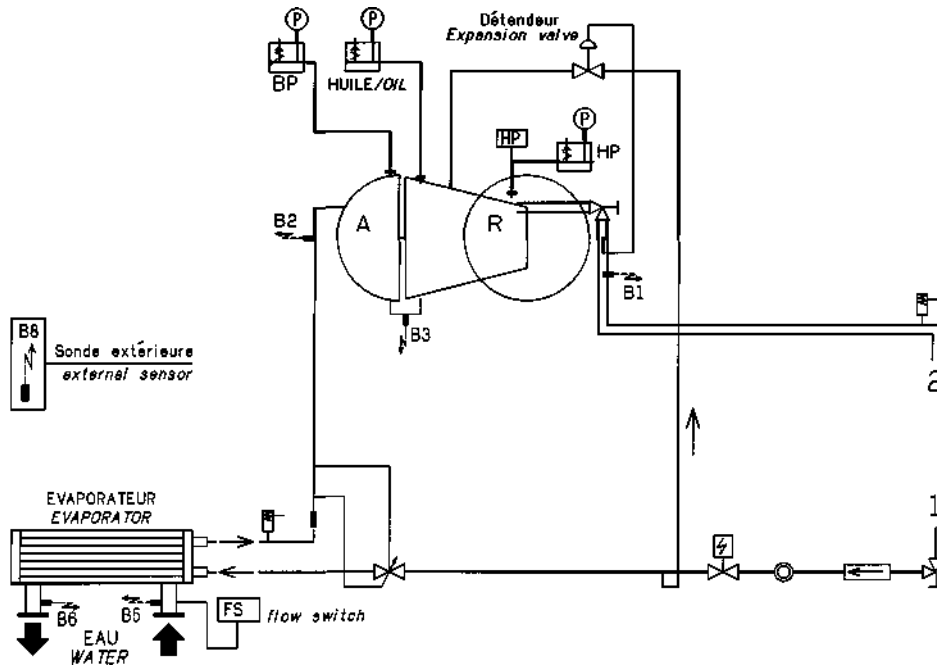 P
P
Détendeur
Expansion valve
BP
HUILE/OIL
P
HP
HP
A
R
B2
B1
B3
B8
Sonde extérieure
external sensor
2
EVAPORATEUR
EVAPORATOR
1
B6
B5
FS
flow switch
EAU
WATER